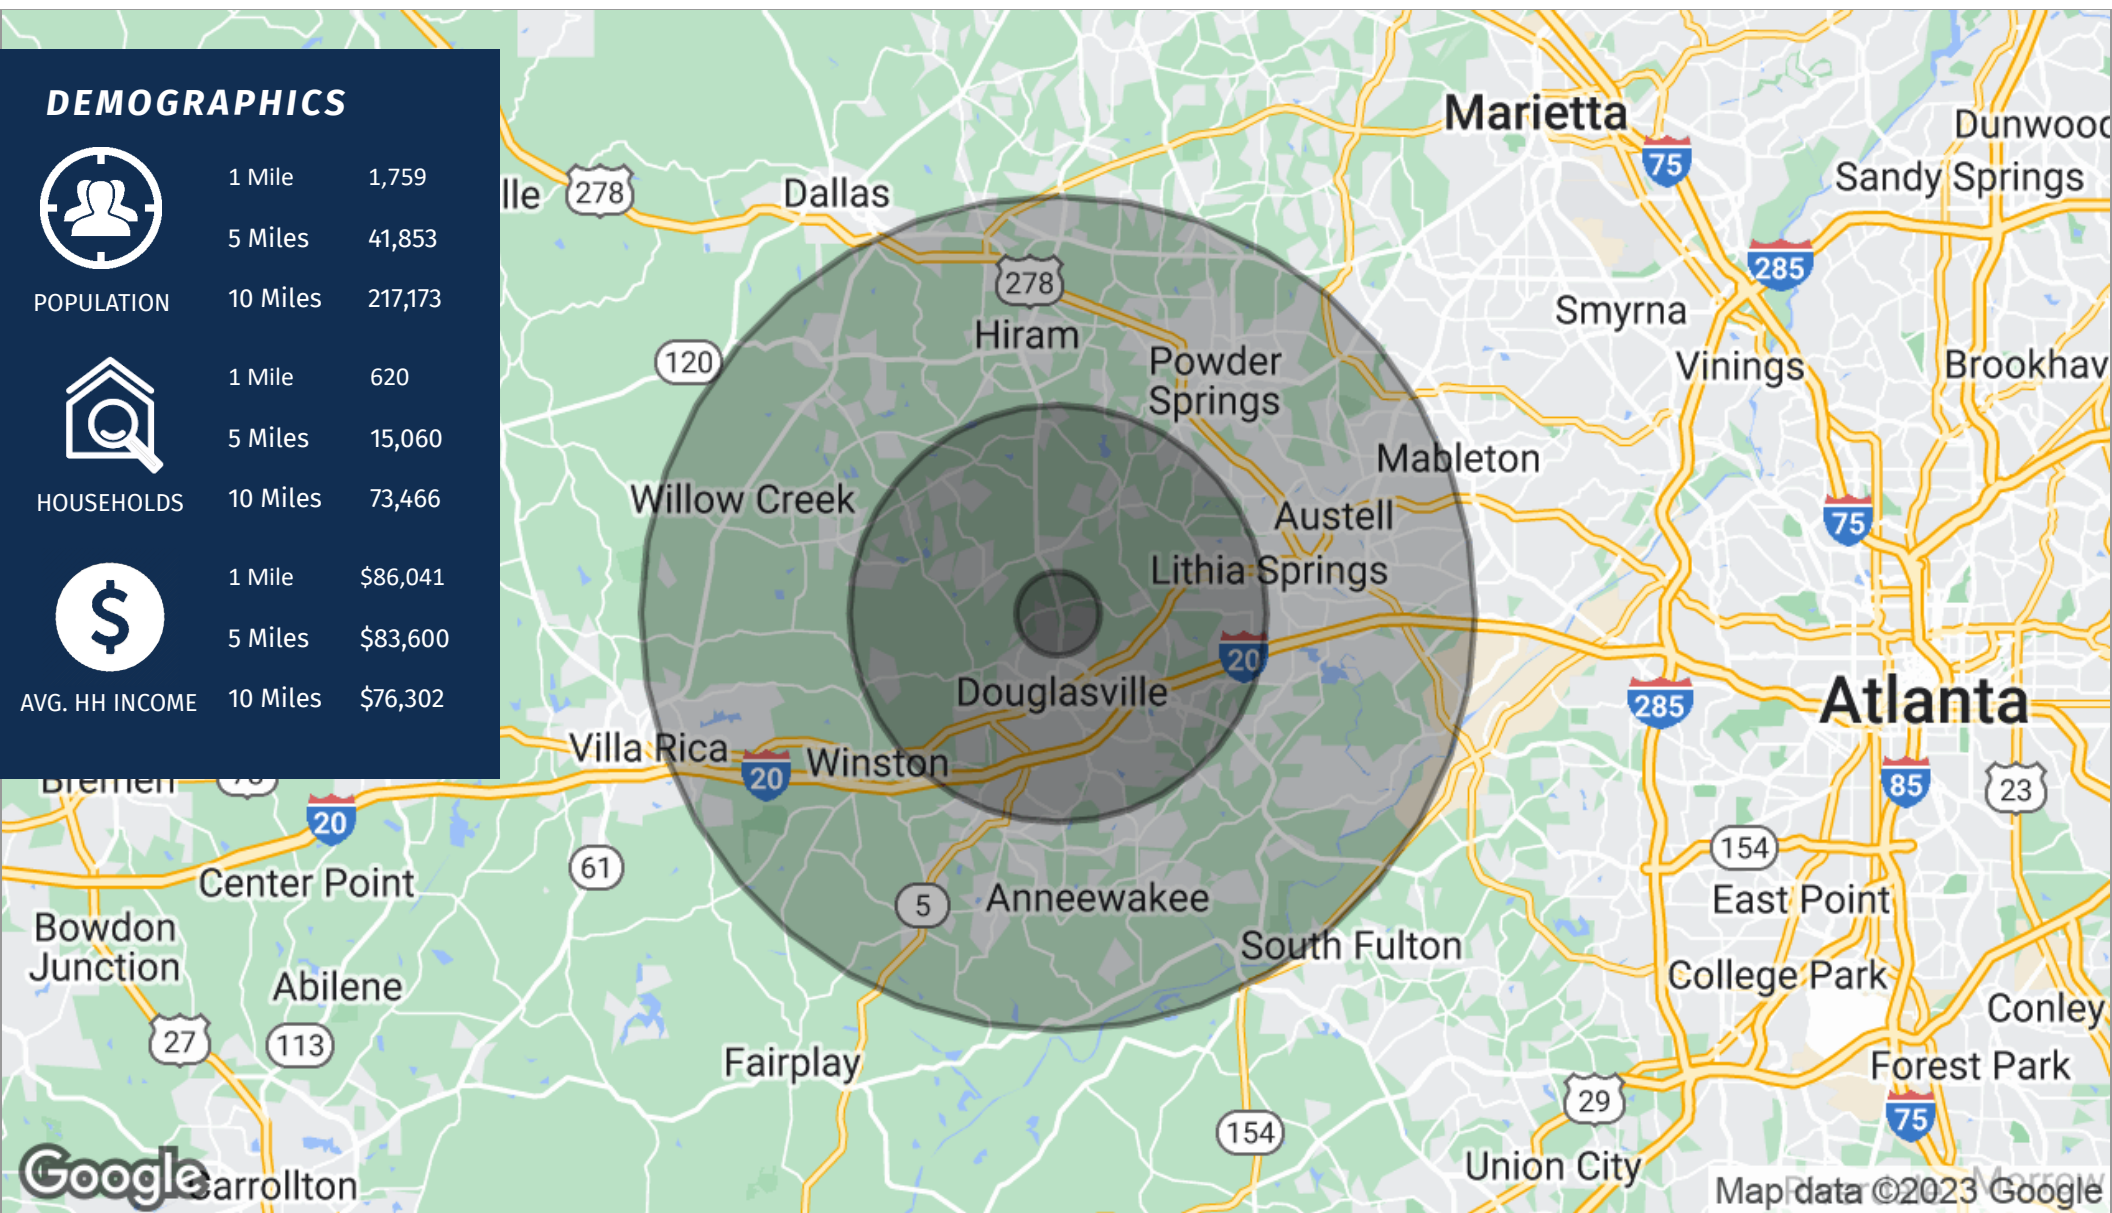 DEMOGRAPHICS
1 Mile 1,759
5 Miles 41,853
10 Miles 217,173
POPULATION
1 Mile 620
5 Miles 15,060
10 Miles 73,466
HOUSEHOLDS
1 Mile $86,041
5 Miles $83,600
10 Miles $76,302
AVG. HH INCOME
$
Marietta
Dunwood
75
Sandy Springs
lle
278
Dallas
285
278
Smyrna
Hiram
120
Powder
Springs
Vinings
Brookhav
Mableton
Willow Creek
Austell
75
Lithia Springs
20
Douglasville
285
Atlanta
Villa Rica
20
Winston
Bremen
78
20
85
23
154
61
Center Point
5
Anneewakee
East Point
Bowdon
Junction
South Fulton
College Park
Abilene
Conley
27
113
Fairplay
Forest Park
29
75
154
Union City
Google
Carrollton
Morrow
Map data ©2023 Google